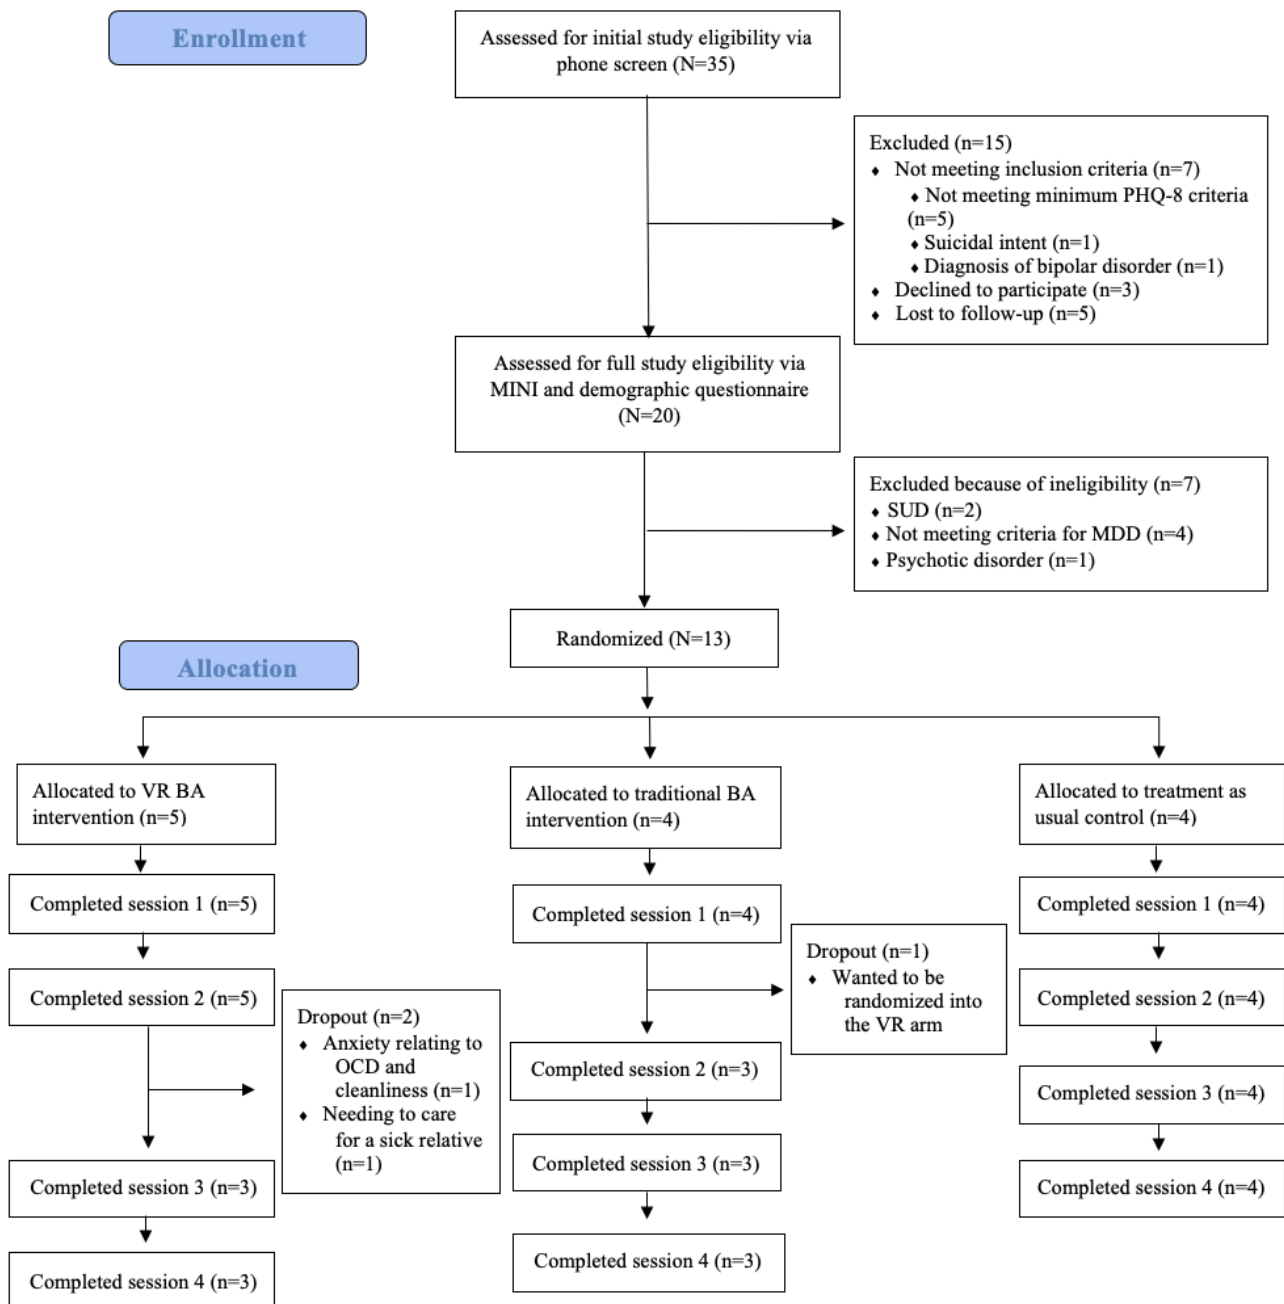 Enrollment
Assessed for initial study eligibility via
phone screen (N=35)
Excluded (n=15)
♦ Not meeting inclusion criteria (n=7)
♦ Not meeting minimum PHQ-8 criteria
(n=5)
♦ Suicidal intent (n=1)
♦ Diagnosis of bipolar disorder (n=1)
♦ Declined to participate (n=3)
♦ Lost to follow-up (n=5)
Assessed for full study eligibility via
MINI and demographic questionnaire
(N=20)
Excluded because of ineligibility (n=7)
♦ SUD (n=2)
♦ Not meeting criteria for MDD (n=4)
♦ Psychotic disorder (n=1)
Randomized (N=13)
Allocation
Allocated to VR BA
intervention (n=5)
Completed session 1 (n=5)
Completed session 2 (n=5)
Dropout (n=2)
♦ Anxiety relating to
OCD and
cleanliness (n=1)
♦ Needing to care
for a sick relative
(n=1)
Completed session 3 (n=3)
Completed session 4 (n=3)
Allocated to traditional BA
intervention (n=4)
Completed session 1 (n=4)
Dropout (n=1)
♦ Wanted to be
randomized into
the VR arm
Completed session 2 (n=3)
Completed session 3 (n=3)
Completed session 4 (n=3)
Allocated to treatment as
usual control (n=4)
Completed session 1 (n=4)
Completed session 2 (n=4)
Completed session 3 (n=4)
Completed session 4 (n=4)